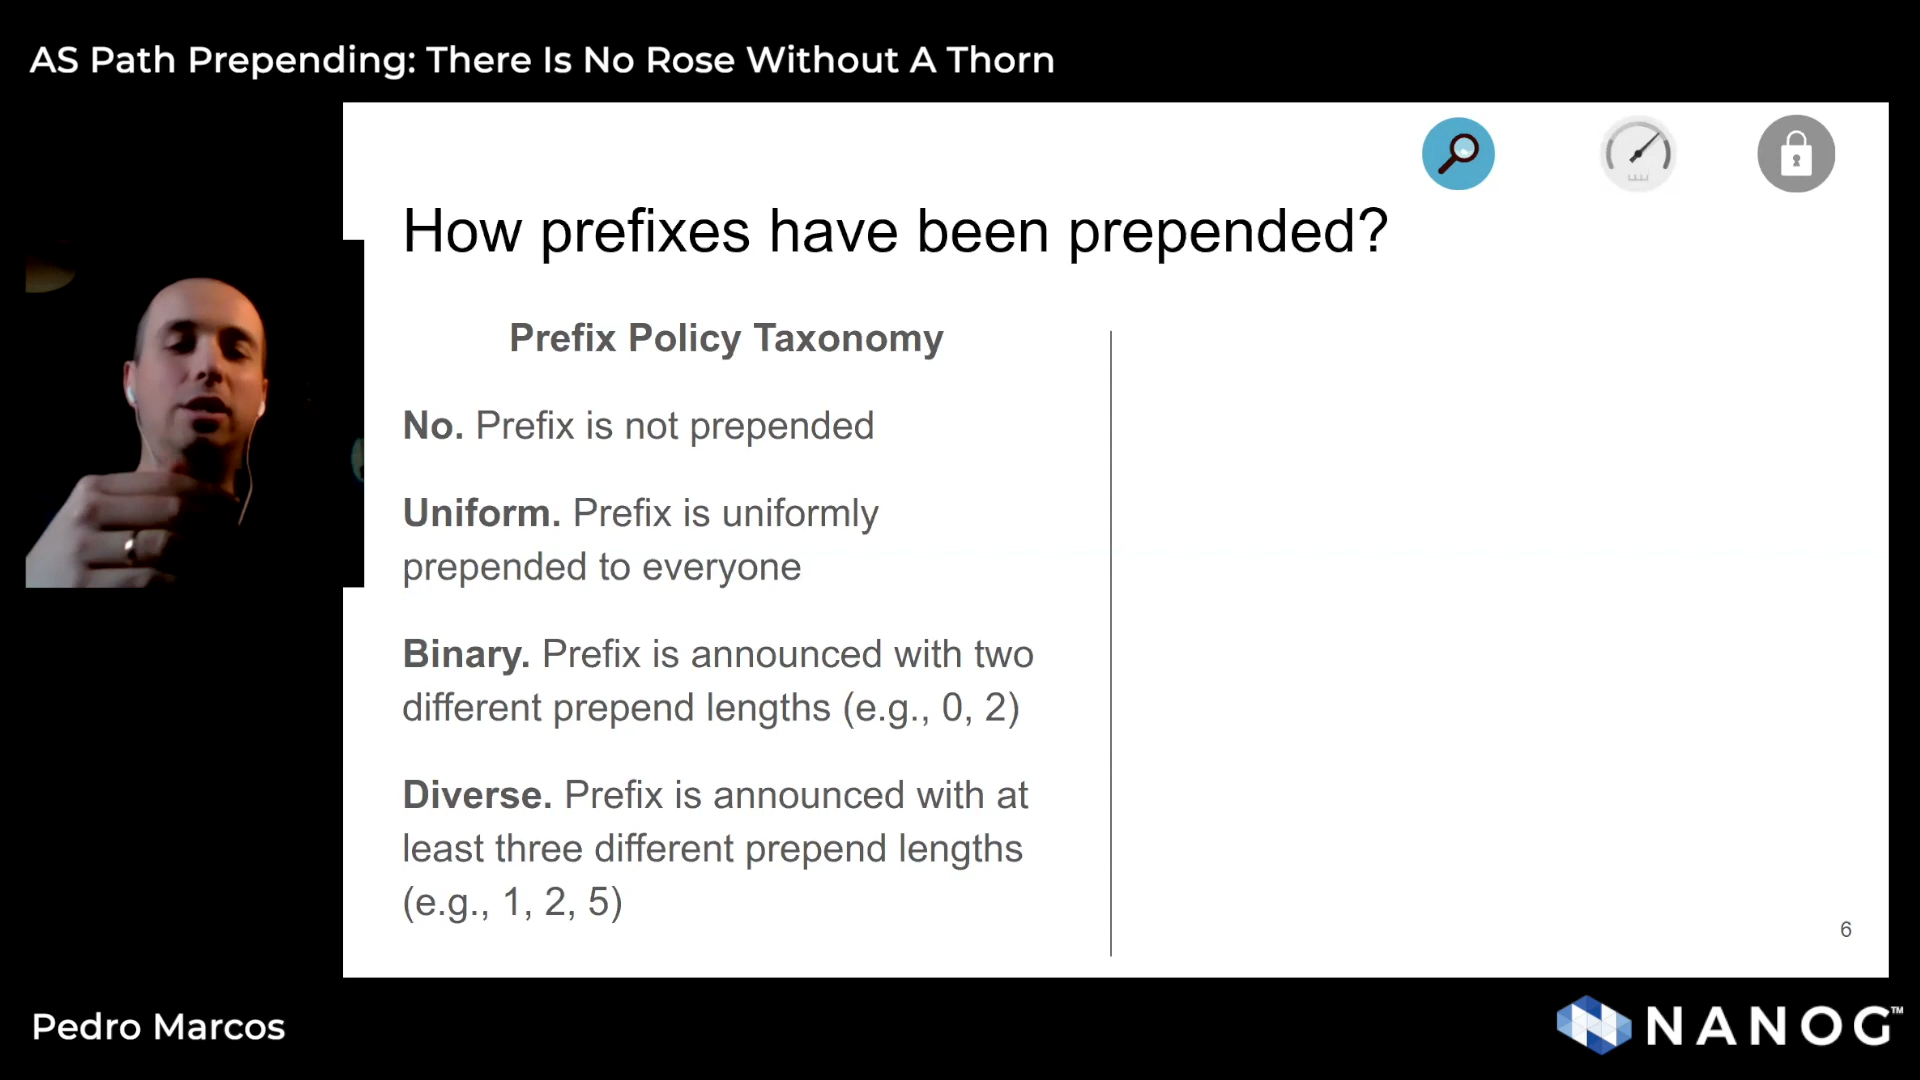 AS Path Prepending: There Is No Rose Without A Thorn
How prefixes have been prepended?
Prefix Policy Taxonomy
No. Prefix is not prepended
Uniform. Prefix is uniformly
prepended to everyone
Binary. Prefix is announced with two
different prepend lengths (e.g., 0, 2)
Diverse. Prefix is announced with at
least three different prepend lengths
(e.g., 1, 2, 5)
6
Pedro Marcos
NANOG™